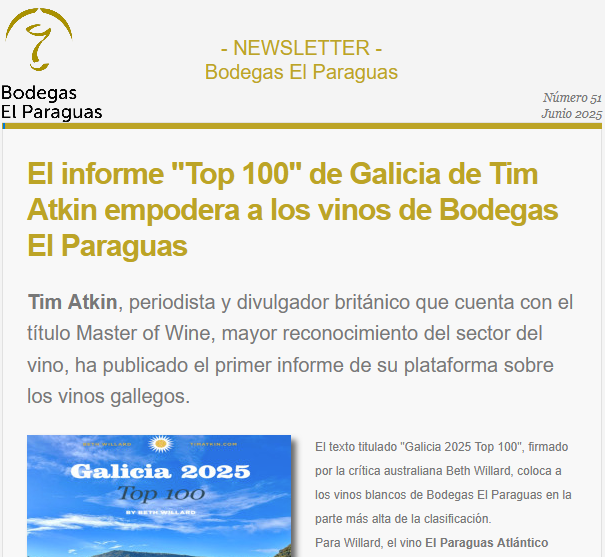 - NEWSLETTER -
Bodegas El Paraguas
Bodegas
El Paraguas
Número 51
Junio 2025
El informe "Top 100" de Galicia de Tim
Atkin empodera a los vinos de Bodegas
El Paraguas
Tim Atkin, periodista y divulgador británico que cuenta con el
título Master of Wine, mayor reconocimiento del sector del
vino, ha publicado el primer informe de su plataforma sobre
los vinos gallegos.
BETH WILLARD
TIMATKIN.COM
Galicia 2025
Top 100
BY BETH WILLARD
El texto titulado "Galicia 2025 Top 100", firmado
por la crítica australiana Beth Willard, coloca a
los vinos blancos de Bodegas El Paraguas en la
parte más alta de la clasificación.
Para Willard, el vino El Paraguas Atlántico